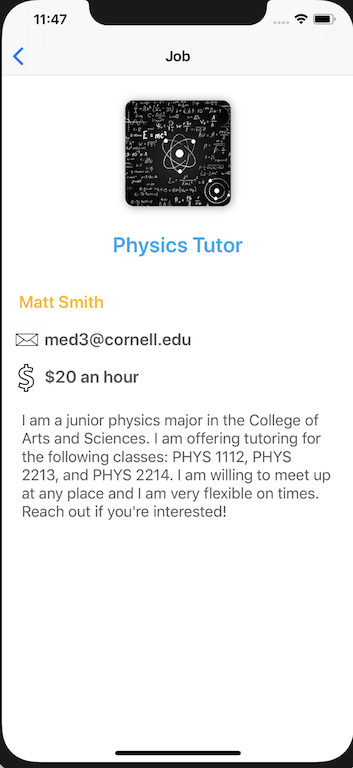 11:47
Job
E = mc²
Physics Tutor
Matt Smith
med3@cornell.edu
$20 an hour
I am a junior physics major in the College of
Arts and Sciences. I am offering tutoring for
the following classes: PHYS 1112, PHYS
2213, and PHYS 2214. I am willing to meet up
at any place and I am very flexible on times.
Reach out if you're interested!